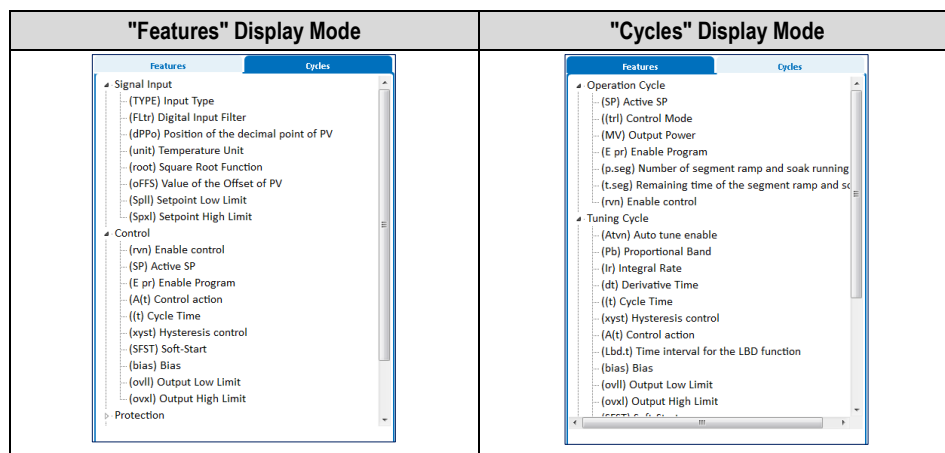 "Features" Display Mode
"Cycles" Display Mode
Features
Cycles
Signal Input
(TYPE) Input Type
(FLtr) Digital Input Filter
(dPPo) Position of the decimal point of PV
(unit) Temperature Unit
(root) Square Root Function
(oFFS) Value of the Offset of PV
(Spll) Setpoint Low Limit
(Spxl) Setpoint High Limit
Control
(rvn) Enable control
(SP) Active SP
(E pr) Enable Program
(A(t) Control action
((t) Cycle Time
(xyst) Hysteresis control
(SFST) Soft-Start
(bias) Bias
(ovll) Output Low Limit
(ovxl) Output High Limit
Protection
Features
Cycles
Operation Cycle
(SP) Active SP
((trl) Control Mode
(MV) Output Power
(E pr) Enable Program
(p.seg) Number of segment ramp and soak running
(t.seg) Remaining time of the segment ramp and so
(rvn) Enable control
Tuning Cycle
(Atvn) Auto tune enable
(Pb) Proportional Band
(Ir) Integral Rate
(dt) Derivative Time
((t) Cycle Time
(xyst) Hysteresis control
(A(t) Control action
(Lbd.t) Time interval for the LBD function
(bias) Bias
(ovll) Output Low Limit
(ovxl) Output High Limit